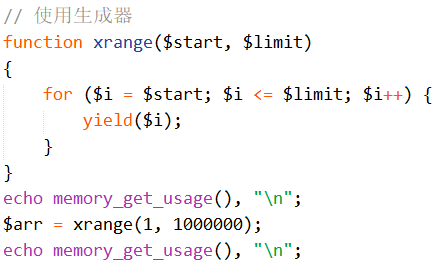 // 使用生成器
function xrange($start, $limit)
{
    for ($i = $start; $i <= $limit; $i++) {
        yield($i);
    }
}
echo memory_get_usage(), "\n";
$arr = xrange(1, 1000000);
echo memory_get_usage(), "\n";